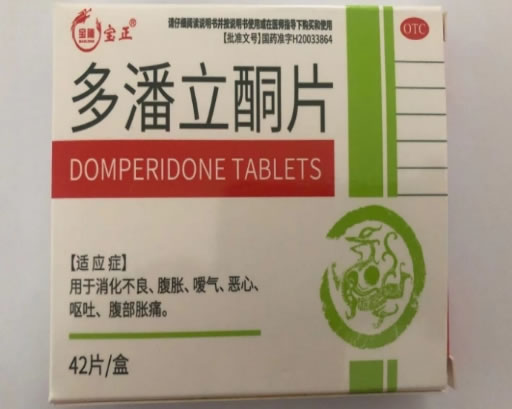 宝正®
请仔细阅读说明书并按说明书使用或在医师指导下购买和使用
【批准文号】国药准字H20033864
OTC
多潘立酮片
DOMPERIDONE TABLETS
【适应症】
用于消化不良、腹胀、嗳气、恶心、
呕吐、腹部胀痛。
42片/盒